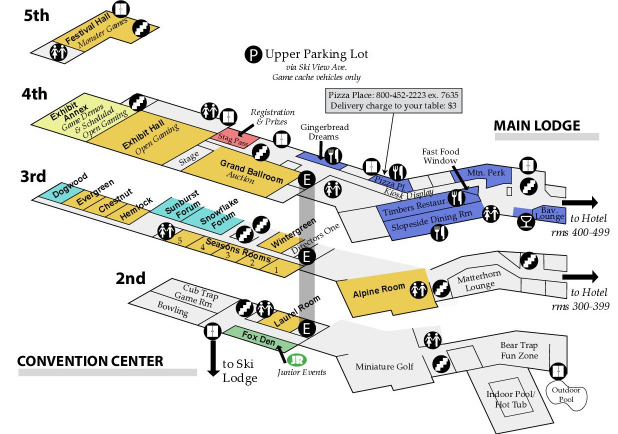 5th
Festival Hall
Monster Games
P Upper Parking Lot
via Ski View Ave.
Game cache vehicles only
4th
Exhibit
Annex
Game Demos
& Scheduled
Open Gaming
Exhibit Hall
Open Gaming
Stage
Stag Pass
Registration
& Prizes
Grand Ballroom
Auction
Gingerbread
Dreams
Pizza Place: 800-452-2223 ex. 7635
Delivery charge to your table: $3
Pizza Pl
Kiosk
Display
Fast Food
Window
Mtn. Perk
MAIN LODGE
Timbers Restaur
Slopeside Dining Rm
Bav.
Lounge
to Hotel
rms 400-499
E
3rd
Dogwood
Evergreen
Chestnut
Hemlock
Sunburst
Forum
Snowflake
Forum
Wintergreen
Directors One
Seasons Rooms
5 4 3 2 1
E
Alpine Room
Matterhorn
Lounge
to Hotel
rms 300-399
2nd
Cub Trap
Game Rm
Bowling
Laurel Room
Fox Den
E
JR
Junior Events
to Ski
Lodge
CONVENTION CENTER
Miniature Golf
Bear Trap
Fun Zone
Indoor Pool/
Hot Tub
Outdoor
Pool